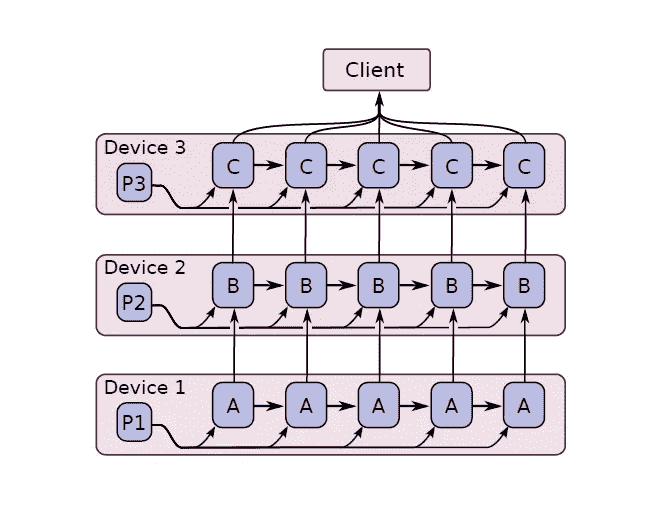 Client
Device 3
P3 C C C C C
Device 2
P2 B B B B B
Device 1
P1 A A A A A